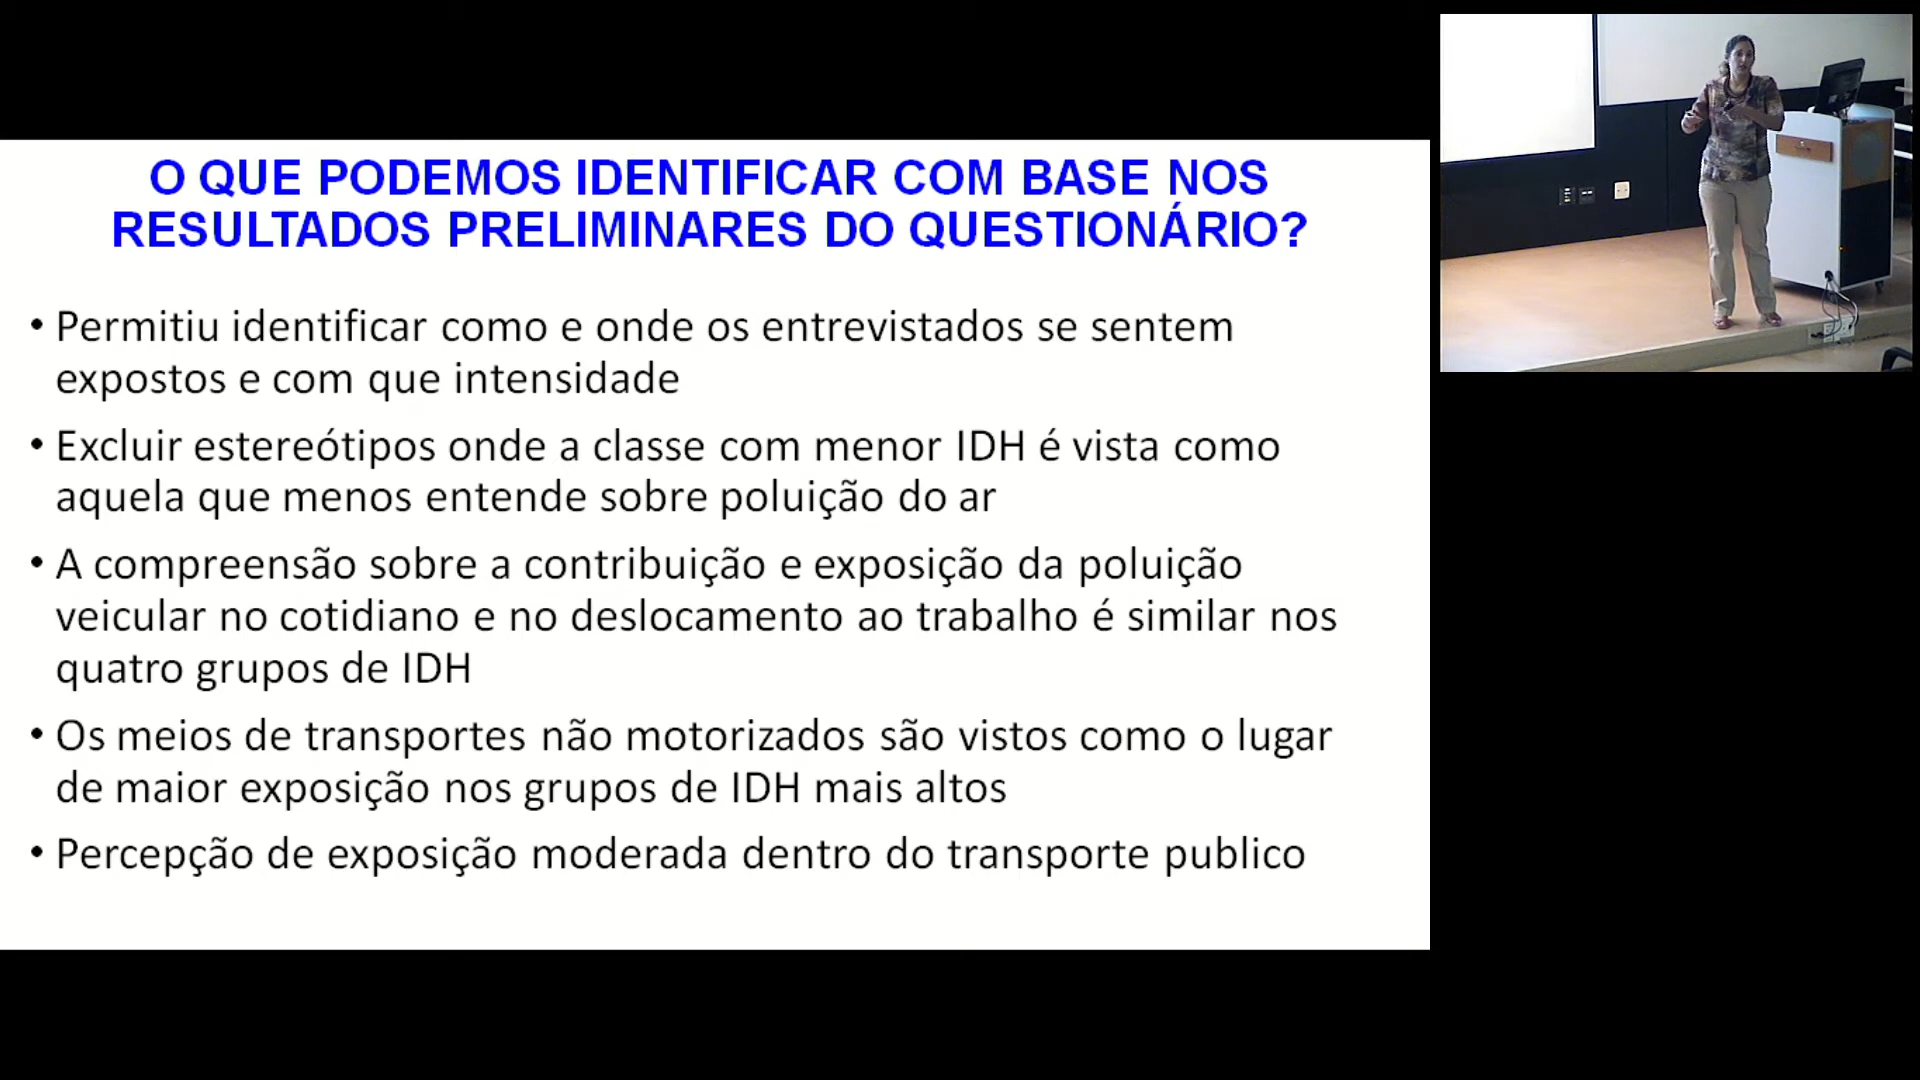 O QUE PODEMOS IDENTIFICAR COM BASE NOS
RESULTADOS PRELIMINARES DO QUESTIONÁRIO?
• Permitiu identificar como e onde os entrevistados se sentem
expostos e com que intensidade
• Excluir estereótipos onde a classe com menor IDH é vista como
aquela que menos entende sobre poluição do ar
• A compreensão sobre a contribuição e exposição da poluição
veicular no cotidiano e no deslocamento ao trabalho é similar nos
quatro grupos de IDH
• Os meios de transportes não motorizados são vistos como o lugar
de maior exposição nos grupos de IDH mais altos
• Percepção de exposição moderada dentro do transporte publico